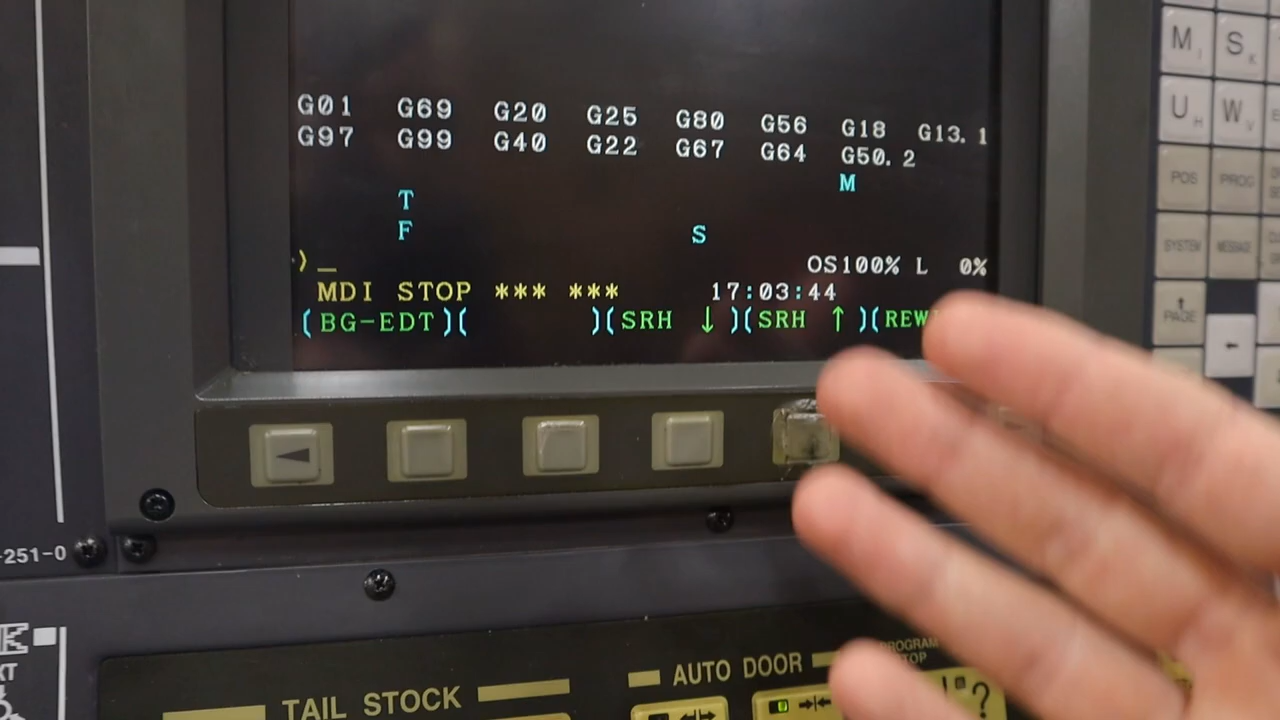 G01 G69 G20 G25 G80 G56 G18 G13.1
G97 G99 G40 G22 G67 G64 G50.2
M
T
F S
)_ OS100% L 0%
MDI STOP *** *** 17:03:44
(BG-EDT)( )(SRH ↓)(SRH ↑)(REW
M S K
U H W V
POS PROG
SYSTEM MESSAGE
↑ PAGE
←
◄
-251-0
TAIL STOCK
AUTO DOOR
PROGRAM
?